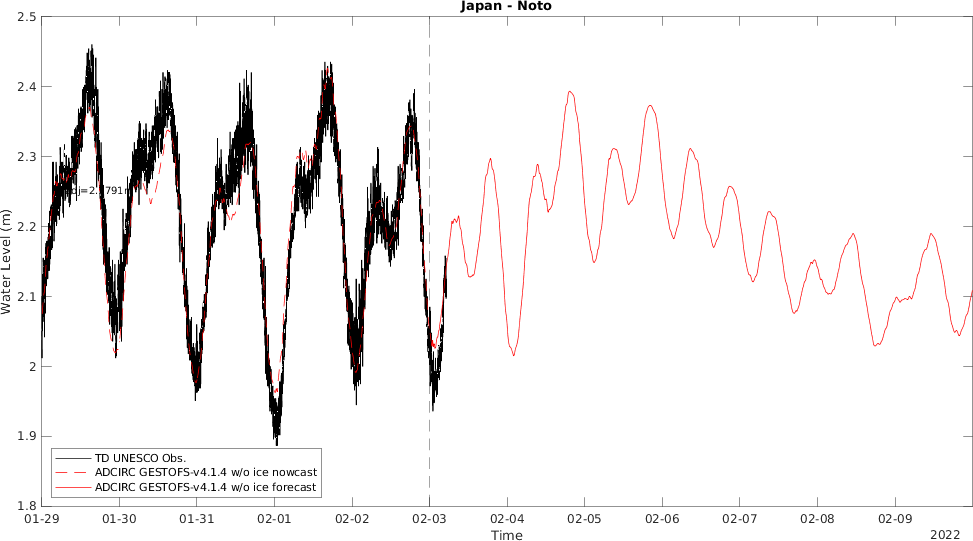 Japan - Noto
2.5
2.4
2.3
2.2
2.1
2
1.9
1.8
Water Level (m)
TD UNESCO Obs.
ADCIRC GESTOFS-v4.1.4 w/o ice nowcast
ADCIRC GESTOFS-v4.1.4 w/o ice forecast
01-29 01-30 01-31 02-01 02-02 02-03 02-04 02-05 02-06 02-07 02-08 02-09
Time
2022